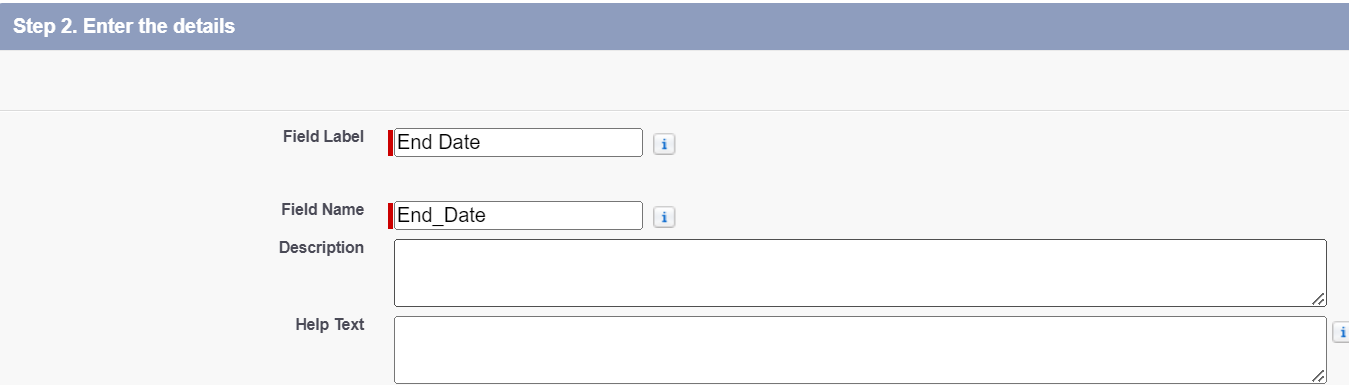 Step 2. Enter the details
Field Label End Date i
Field Name End_Date i
Description
Help Text i